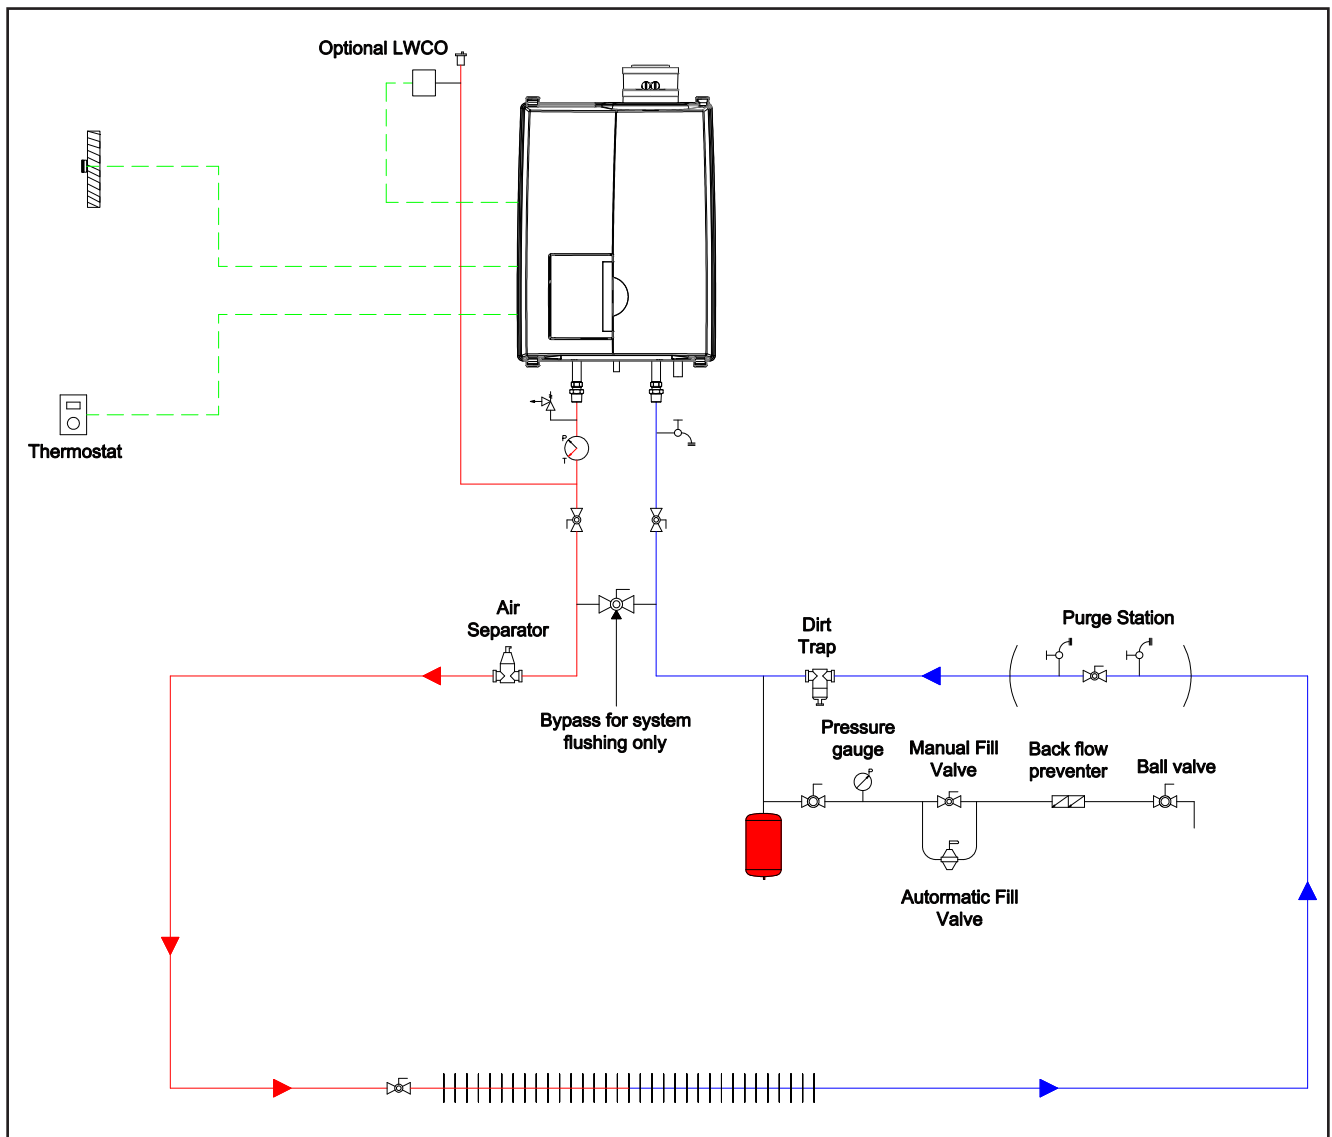 Optional LWCO
Thermostat
P
T
Air
Separator
Bypass for system
flushing only
Dirt
Trap
Purge Station
Pressure
gauge
P
Manual Fill
Valve
Back flow
preventer
Ball valve
Autormatic Fill
Valve